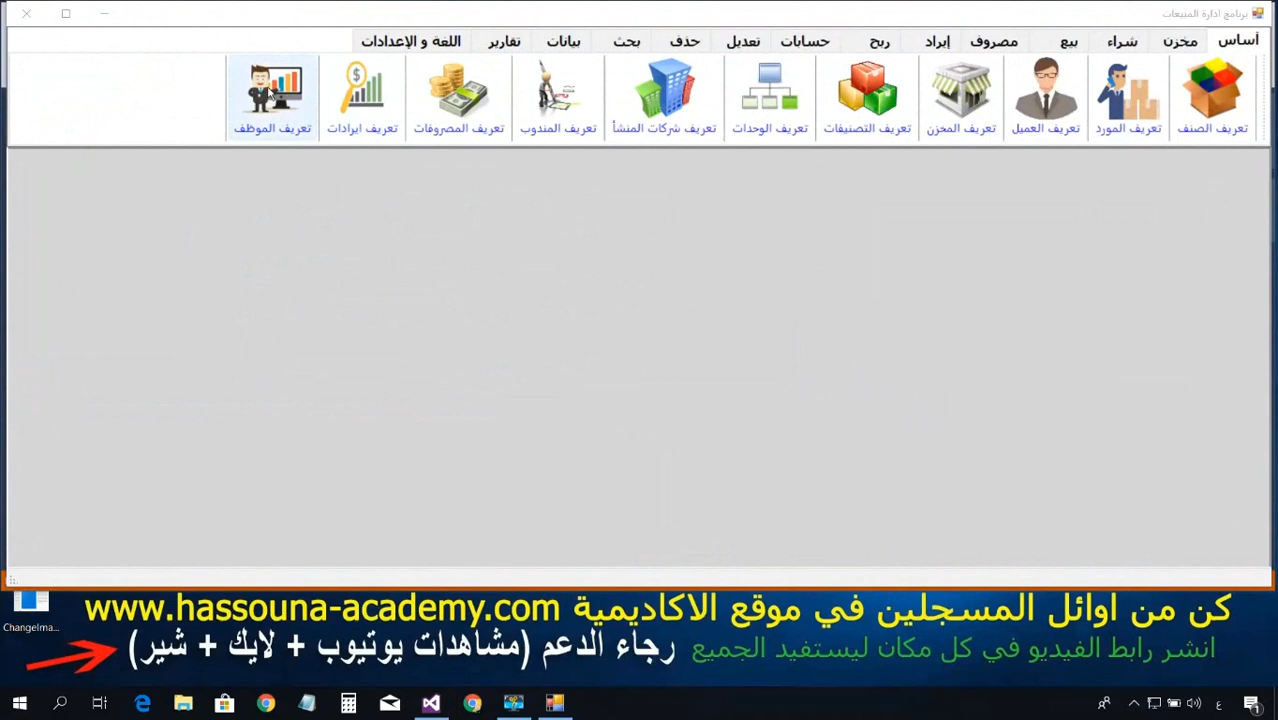 برنامج ادارة المبيعات
أساس
مخزن
شراء
بيع
مصروف
إيراد
ربح
حسابات
تعديل
حذف
بحث
بيانات
تقارير
اللغة و الإعدادات
تعريف الصنف
تعريف المورد
تعريف العميل
تعريف المخزن
تعريف التصنيفات
تعريف الوحدات
تعريف شركات المنشأ
تعريف المندوب
تعريف المصروفات
تعريف ايرادات
تعريف الموظف
كن من اوائل المسجلين في موقع الاكاديمية www.hassouna-academy.com
Changelma...
انشر رابط الفيديو في كل مكان ليستفيد الجميع
رجاء الدعم (مشاهدات يوتيوب + لايك + شير)
ع
1